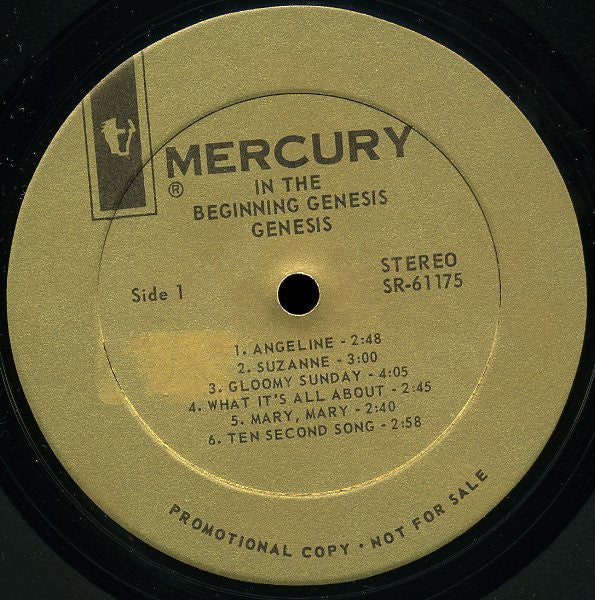 MERCURY
®
IN THE
BEGINNING GENESIS
GENESIS
Side 1
STEREO
SR-61175
1. ANGELINE - 2:48
2. SUZANNE - 3:00
3. GLOOMY SUNDAY - 4:05
4. WHAT IT'S ALL ABOUT - 2:45
5. MARY, MARY - 2:40
6. TEN SECOND SONG - 2:58
PROMOTIONAL COPY · NOT FOR SALE